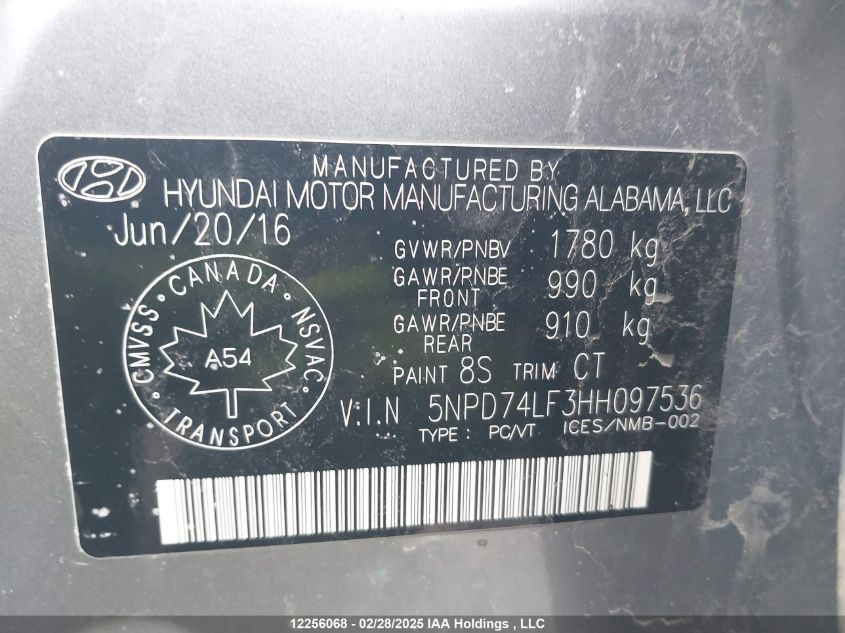 MANUFACTURED BY
HYUNDAI MOTOR MANUFACTURING ALABAMA, LLC
Jun/20/16
GVWR/PNBV 1780 kg
GAWR/PNBE FRONT 990 kg
GAWR/PNBE REAR 910 kg
PAINT 8S TRIM CT
V.I.N 5NPD74LF3HH097536
TYPE : PC/VT ICES/NMB-002
CMVSS · CANADA · NSVAC
A54
TRANSPORT
12256068 - 02/28/2025 IAA Holdings , LLC